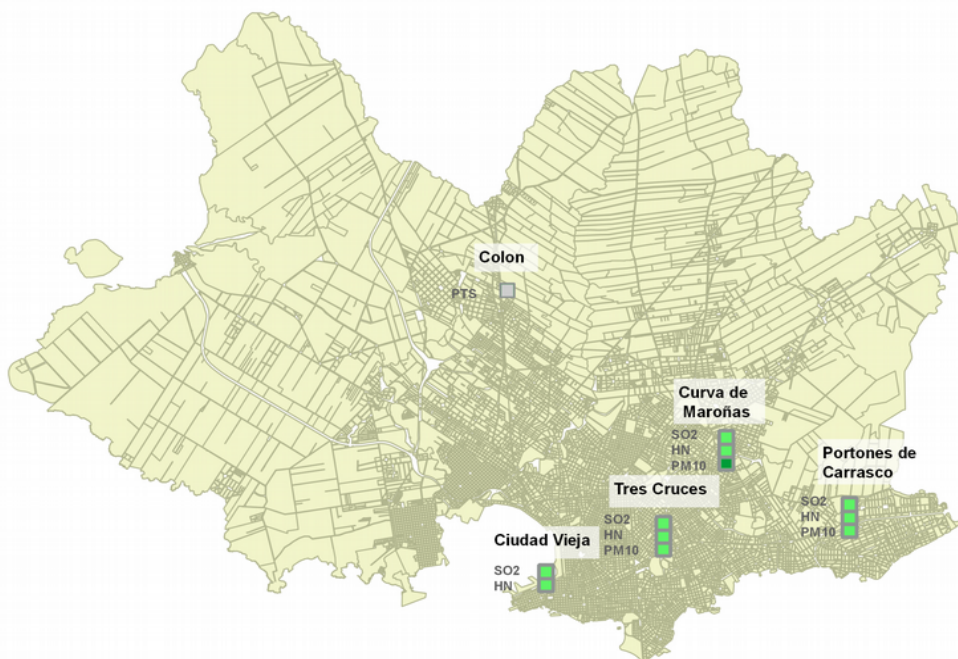 Colon
PTS
Curva de
Maroñas
SO2
HN
PM10
Portones de
Carrasco
SO2
HN
PM10
Tres Cruces
SO2
HN
PM10
Ciudad Vieja
SO2
HN